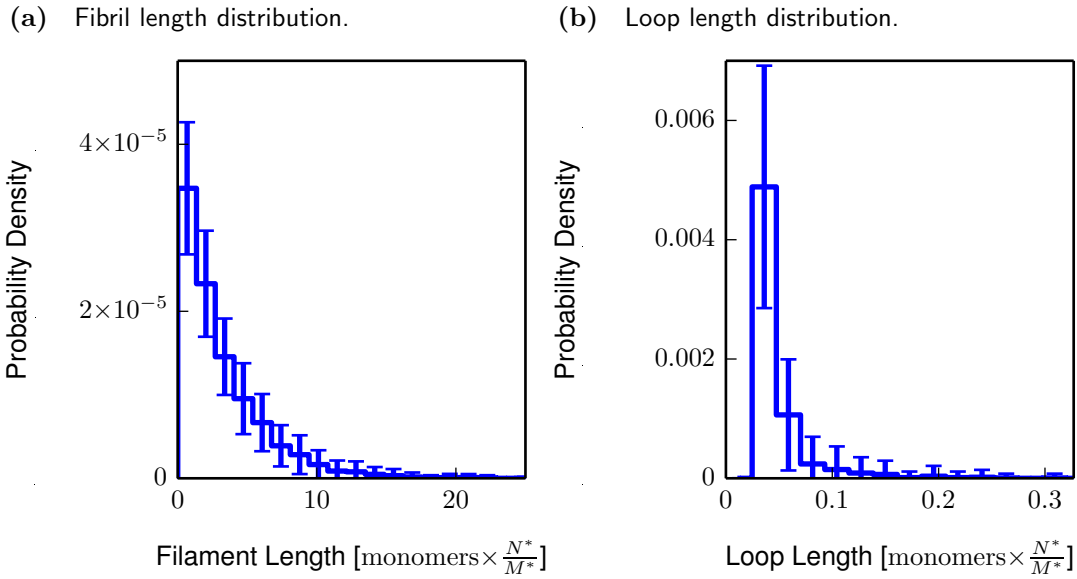 (a) Fibril length distribution.
Probability Density
4×10⁻⁵
2×10⁻⁵
0
0 10 20
Filament Length [monomers×N*/M*]
(b) Loop length distribution.
Probability Density
0.006
0.004
0.002
0
0 0.1 0.2 0.3
Loop Length [monomers×N*/M*]